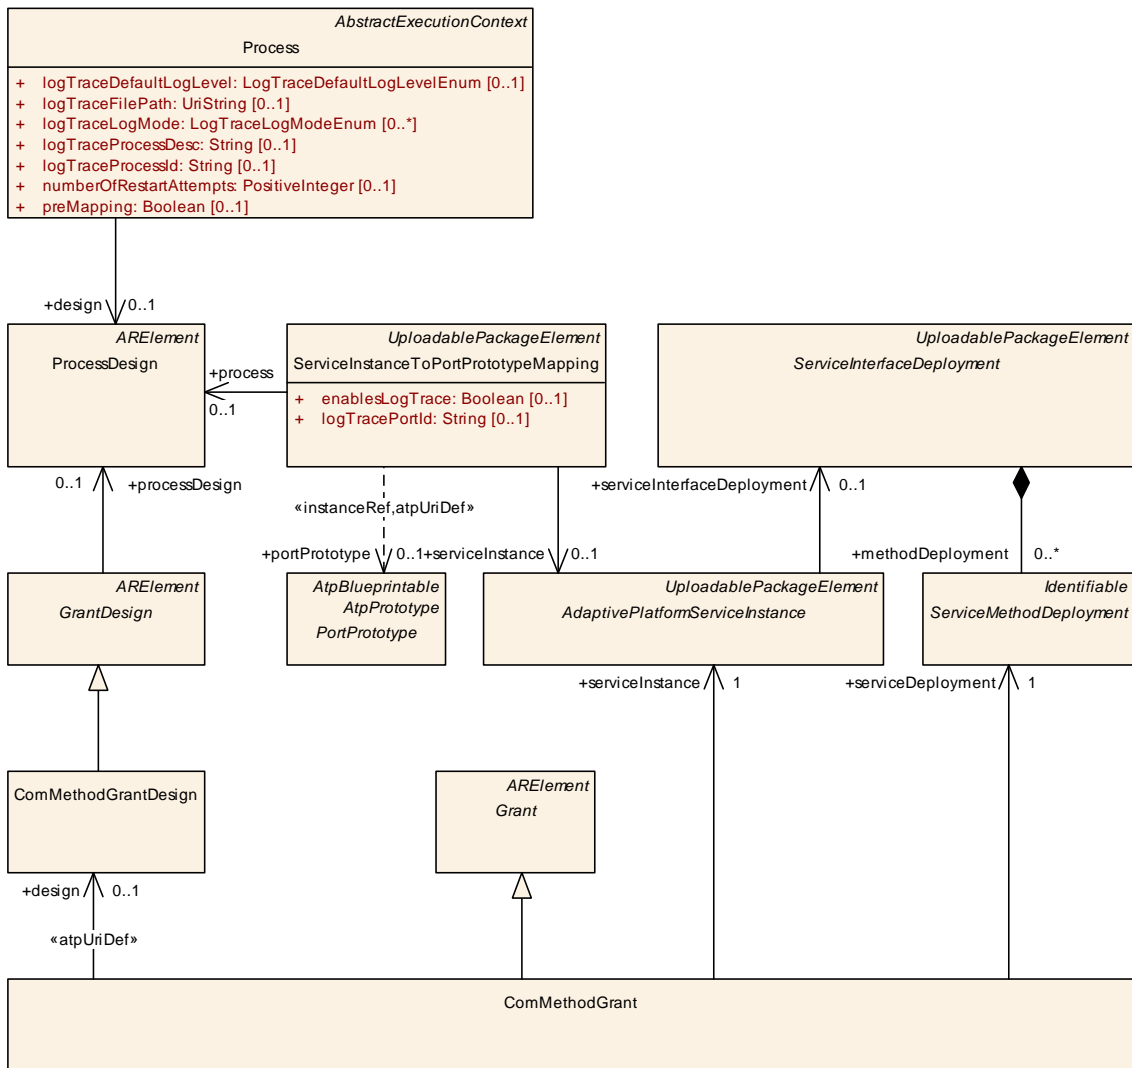 AbstractExecutionContext
Process
+ logTraceDefaultLogLevel: LogTraceDefaultLogLevelEnum [0..1]
+ logTraceFilePath: UriString [0..1]
+ logTraceLogMode: LogTraceLogModeEnum [0..*]
+ logTraceProcessDesc: String [0..1]
+ logTraceProcessId: String [0..1]
+ numberOfRestartAttempts: PositiveInteger [0..1]
+ preMapping: Boolean [0..1]
+design 0..1
ARElement
ProcessDesign
+process
0..1
UploadablePackageElement
ServiceInstanceToPortPrototypeMapping
+ enablesLogTrace: Boolean [0..1]
+ logTracePortId: String [0..1]
UploadablePackageElement
ServiceInterfaceDeployment
0..1 +processDesign
«instanceRef,atpUriDef»
+serviceInterfaceDeployment 0..1
+portPrototype 0..1
+serviceInstance 0..1
+methodDeployment 0..*
ARElement
GrantDesign
AtpBlueprintable
AtpPrototype
PortPrototype
UploadablePackageElement
AdaptivePlatformServiceInstance
Identifiable
ServiceMethodDeployment
+serviceInstance 1
+serviceDeployment 1
ComMethodGrantDesign
ARElement
Grant
+design 0..1
«atpUriDef»
ComMethodGrant